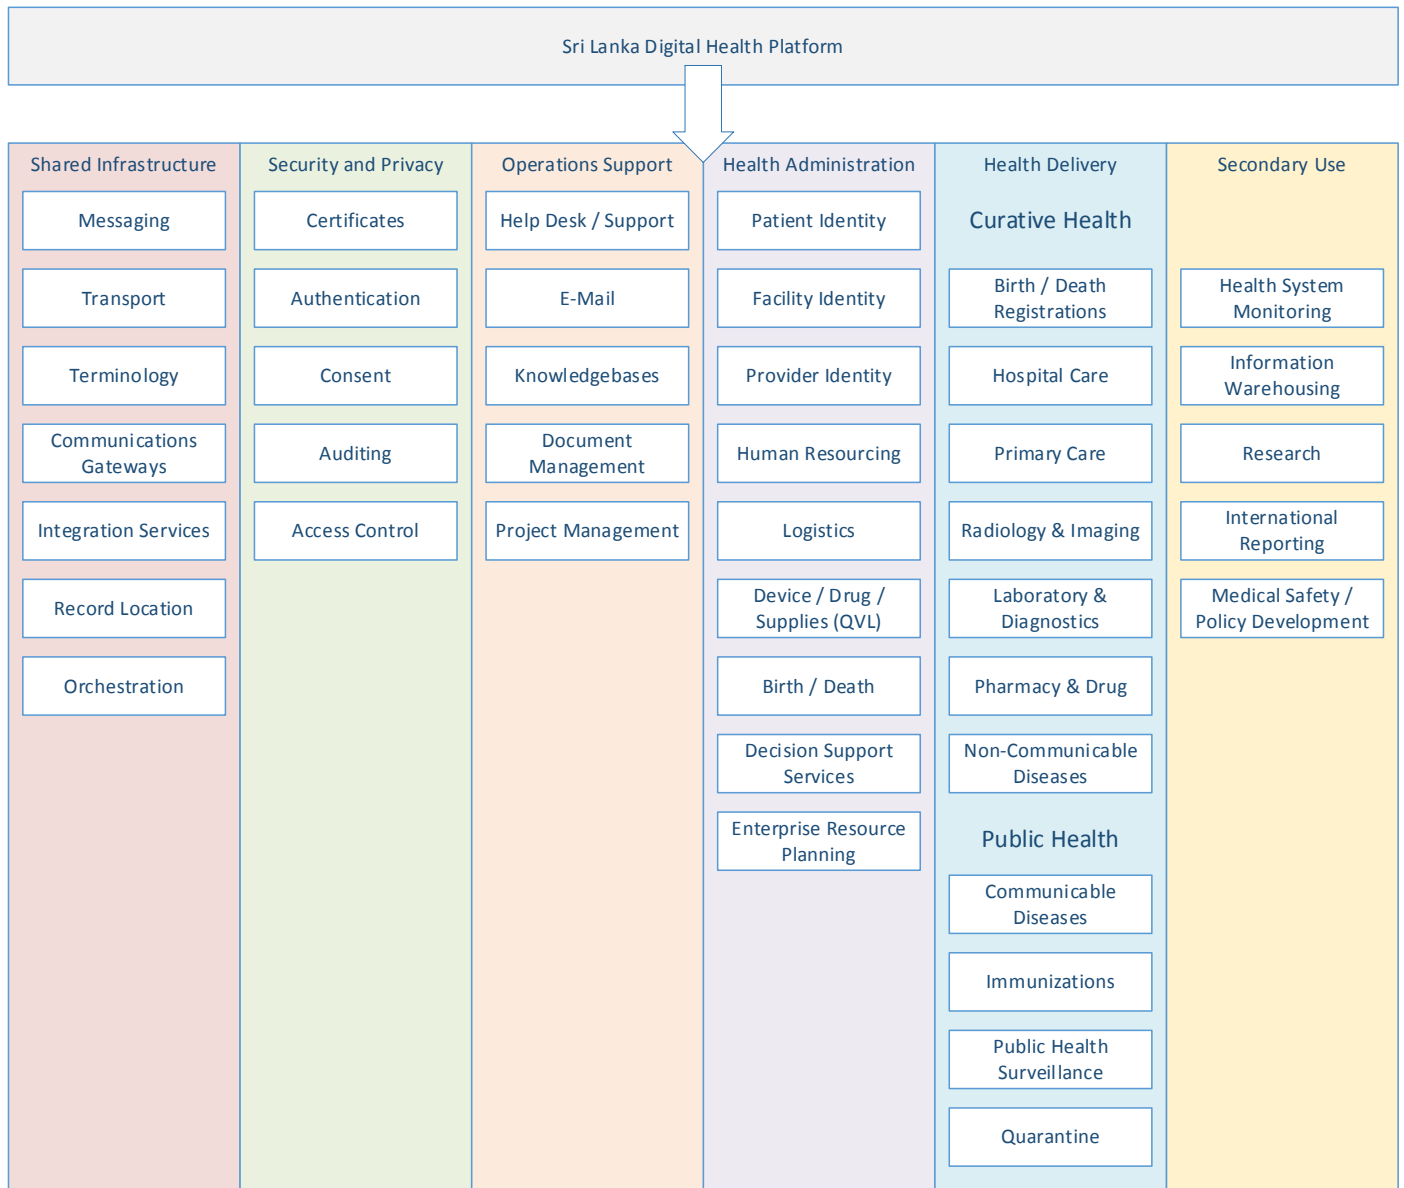 Sri Lanka Digital Health Platform
Shared Infrastructure
Messaging
Transport
Terminology
Communications
Gateways
Integration Services
Record Location
Orchestration
Security and Privacy
Certificates
Authentication
Consent
Auditing
Access Control
Operations Support
Help Desk / Support
E-Mail
Knowledgebases
Document
Management
Project Management
Health Administration
Patient Identity
Facility Identity
Provider Identity
Human Resourcing
Logistics
Device / Drug /
Supplies (QVL)
Birth / Death
Decision Support
Services
Enterprise Resource
Planning
Health Delivery
Curative Health
Birth / Death
Registrations
Hospital Care
Primary Care
Radiology & Imaging
Laboratory &
Diagnostics
Pharmacy & Drug
Non-Communicable
Diseases
Public Health
Communicable
Diseases
Immunizations
Public Health
Surveillance
Quarantine
Secondary Use
Health System
Monitoring
Information
Warehousing
Research
International
Reporting
Medical Safety /
Policy Development